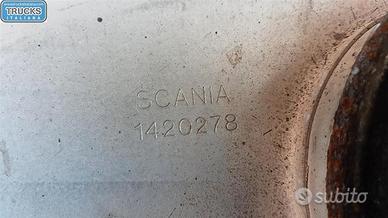 TRUCKS
ITALIANA
SCANIA
1420278
subito